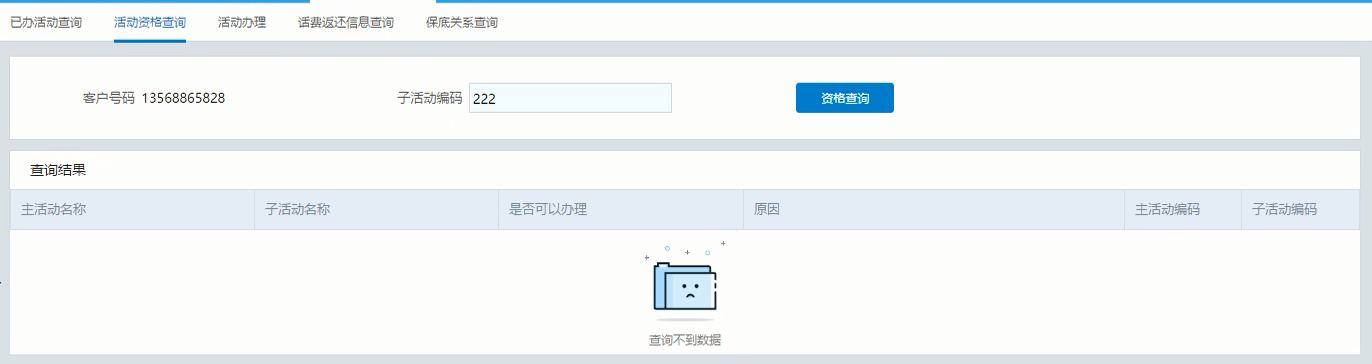 已办活动查询 活动资格查询 活动办理 话费返还信息查询 保底关系查询
客户号码 13568865828 子活动编码 222 资格查询
查询结果
主活动名称 子活动名称 是否可以办理 原因 主活动编码 子活动编码
查询不到数据